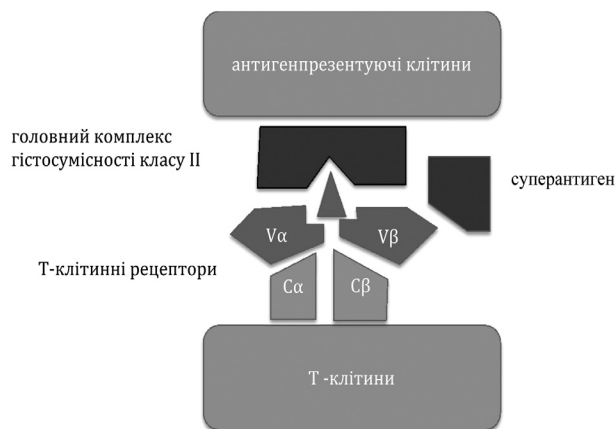 антигенпрезентуючі клітини
головний комплекс
гістосумісності класу II
суперантиген
Vα
Vβ
Т-клітинні рецептори
Cα
Cβ
Т -клітини